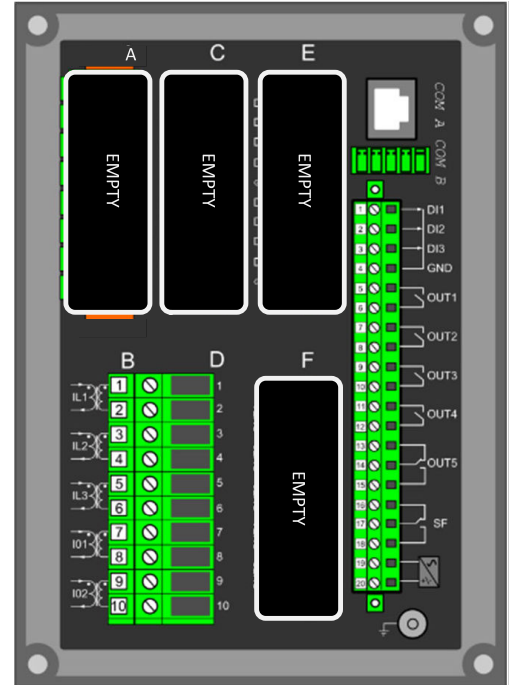 A
C
E
EMPTY
EMPTY
EMPTY
COM A
COM B
1 DI1
2 DI2
3 DI3
4 GND
5
6
OUT1
7
8
OUT2
9
10
OUT3
11
12
OUT4
13
14
15
OUT5
16
17
18
SF
19
20
B
D
F
IL1
1 1
2 2
IL2
3 3
4 4
IL3
5 5
6 6
I01
7 7
8 8
I02
9 9
10 10
EMPTY